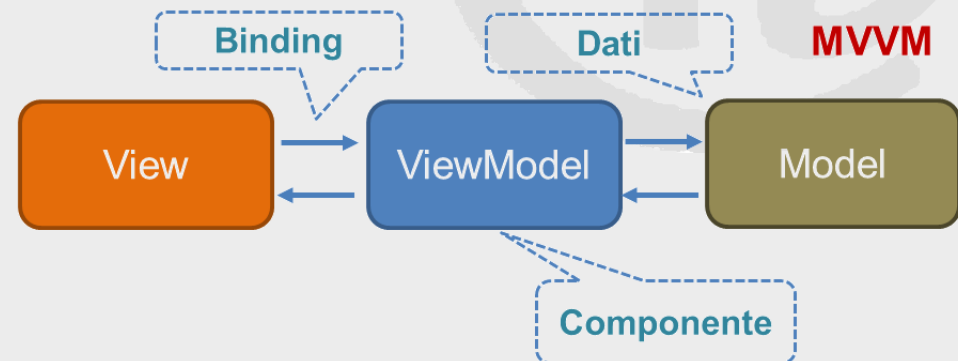 Binding
Dati
MVVM
View
ViewModel
Model
Componente